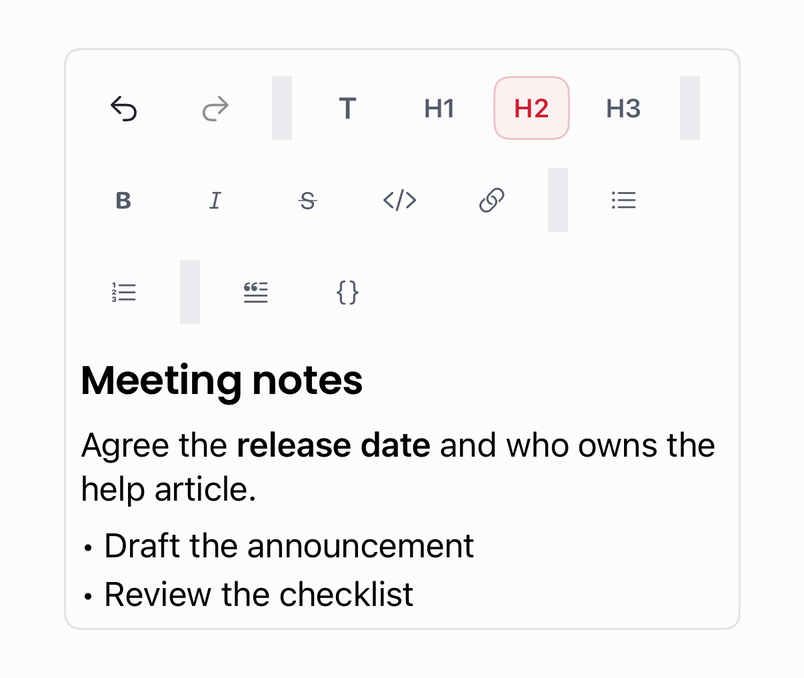 T H1 H2 H3
B I S </>
123
“ {}
Meeting notes
Agree the release date and who owns the
help article.
• Draft the announcement
• Review the checklist